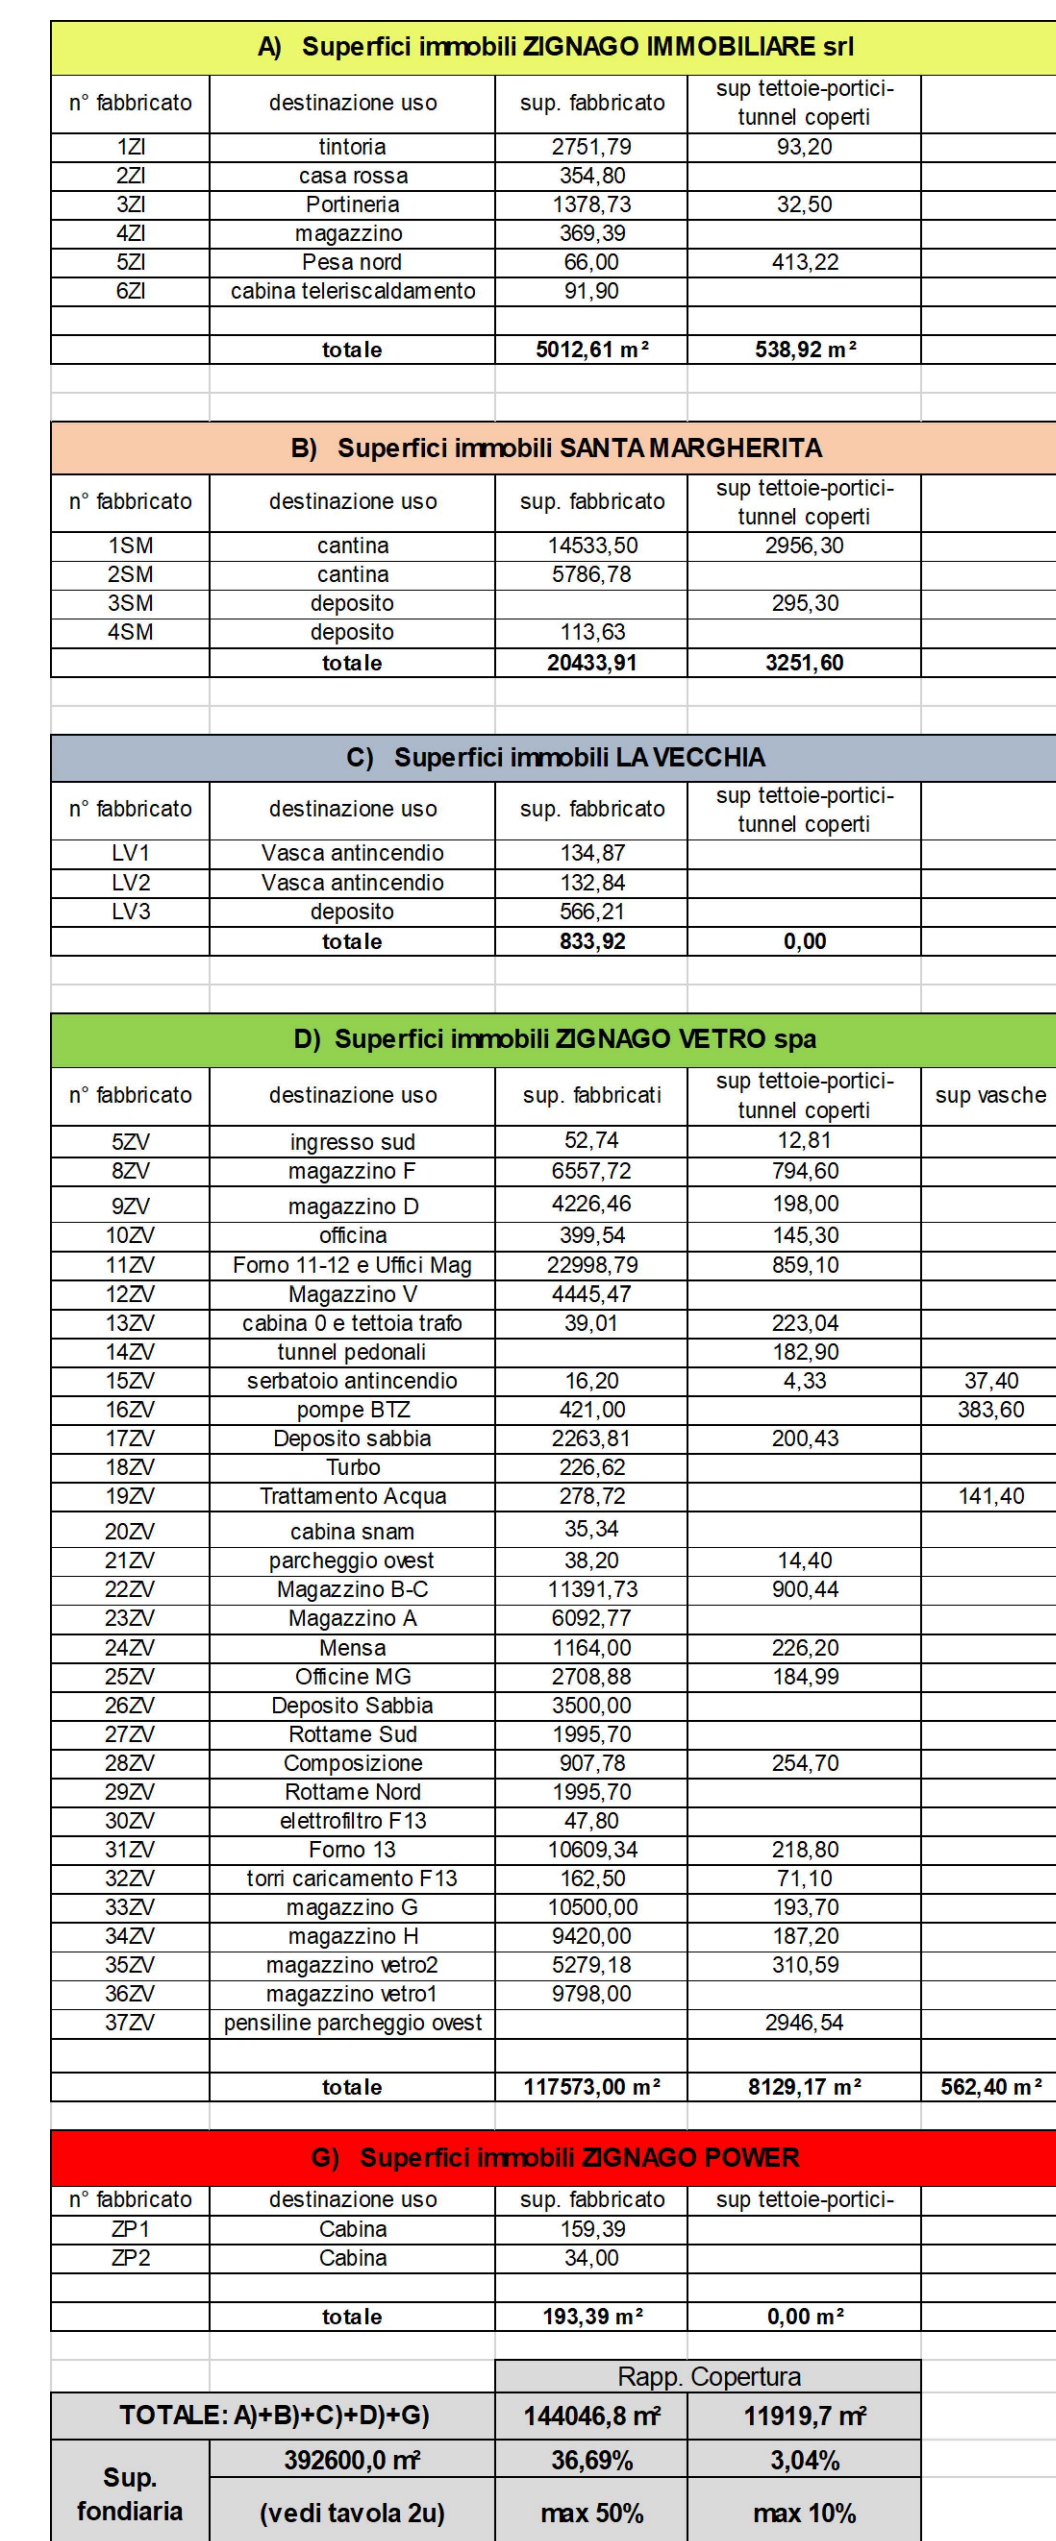 A) Superfici immobili ZIGNAGO IMMOBILIARE srl
n° fabbricato destinazione uso sup. fabbricato sup tettoie-portici-
tunnel coperti
1ZI tintoria 2751,79 93,20
2ZI casa rossa 354,80
3ZI Portineria 1378,73 32,50
4ZI magazzino 369,39
5ZI Pesa nord 66,00 413,22
6ZI cabina teleriscaldamento 91,90
totale 5012,61 m² 538,92 m²
B) Superfici immobili SANTA MARGHERITA
n° fabbricato destinazione uso sup. fabbricato sup tettoie-portici-
tunnel coperti
1SM cantina 14533,50 2956,30
2SM cantina 5786,78
3SM deposito 295,30
4SM deposito 113,63
totale 20433,91 3251,60
C) Superfici immobili LA VECCHIA
n° fabbricato destinazione uso sup. fabbricato sup tettoie-portici-
tunnel coperti
LV1 Vasca antincendio 134,87
LV2 Vasca antincendio 132,84
LV3 deposito 566,21
totale 833,92 0,00
D) Superfici immobili ZIGNAGO VETRO spa
n° fabbricato destinazione uso sup. fabbricati sup tettoie-portici- sup vasche
tunnel coperti
5ZV ingresso sud 52,74 12,81
8ZV magazzino F 6557,72 794,60
9ZV magazzino D 4226,46 198,00
10ZV officina 399,54 145,30
11ZV Forno 11-12 e Uffici Mag 22998,79 859,10
12ZV Magazzino V 4445,47
13ZV cabina 0 e tettoia trafo 39,01 223,04
14ZV tunnel pedonali 182,90
15ZV serbatoio antincendio 16,20 4,33 37,40
16ZV pompe BTZ 421,00 383,60
17ZV Deposito sabbia 2263,81 200,43
18ZV Turbo 226,62
19ZV Trattamento Acqua 278,72 141,40
20ZV cabina snam 35,34
21ZV parcheggio ovest 38,20 14,40
22ZV Magazzino B-C 11391,73 900,44
23ZV Magazzino A 6092,77
24ZV Mensa 1164,00 226,20
25ZV Officine MG 2708,88 184,99
26ZV Deposito Sabbia 3500,00
27ZV Rottame Sud 1995,70
28ZV Composizione 907,78 254,70
29ZV Rottame Nord 1995,70
30ZV elettrofiltro F13 47,80
31ZV Forno 13 10609,34 218,80
32ZV torri caricamento F13 162,50 71,10
33ZV magazzino G 10500,00 193,70
34ZV magazzino H 9420,00 187,20
35ZV magazzino vetro2 5279,18 310,59
36ZV magazzino vetro1 9798,00
37ZV pensiline parcheggio ovest 2946,54
totale 117573,00 m² 8129,17 m² 562,40 m²
G) Superfici immobili ZIGNAGO POWER
n° fabbricato destinazione uso sup. fabbricato sup tettoie-portici-
ZP1 Cabina 159,39
ZP2 Cabina 34,00
totale 193,39 m² 0,00 m²
Rapp. Copertura
TOTALE: A)+B)+C)+D)+G) 144046,8 m² 11919,7 m²
Sup. fondiaria 392600,0 m² 36,69% 3,04%
(vedi tavola 2u) max 50% max 10%